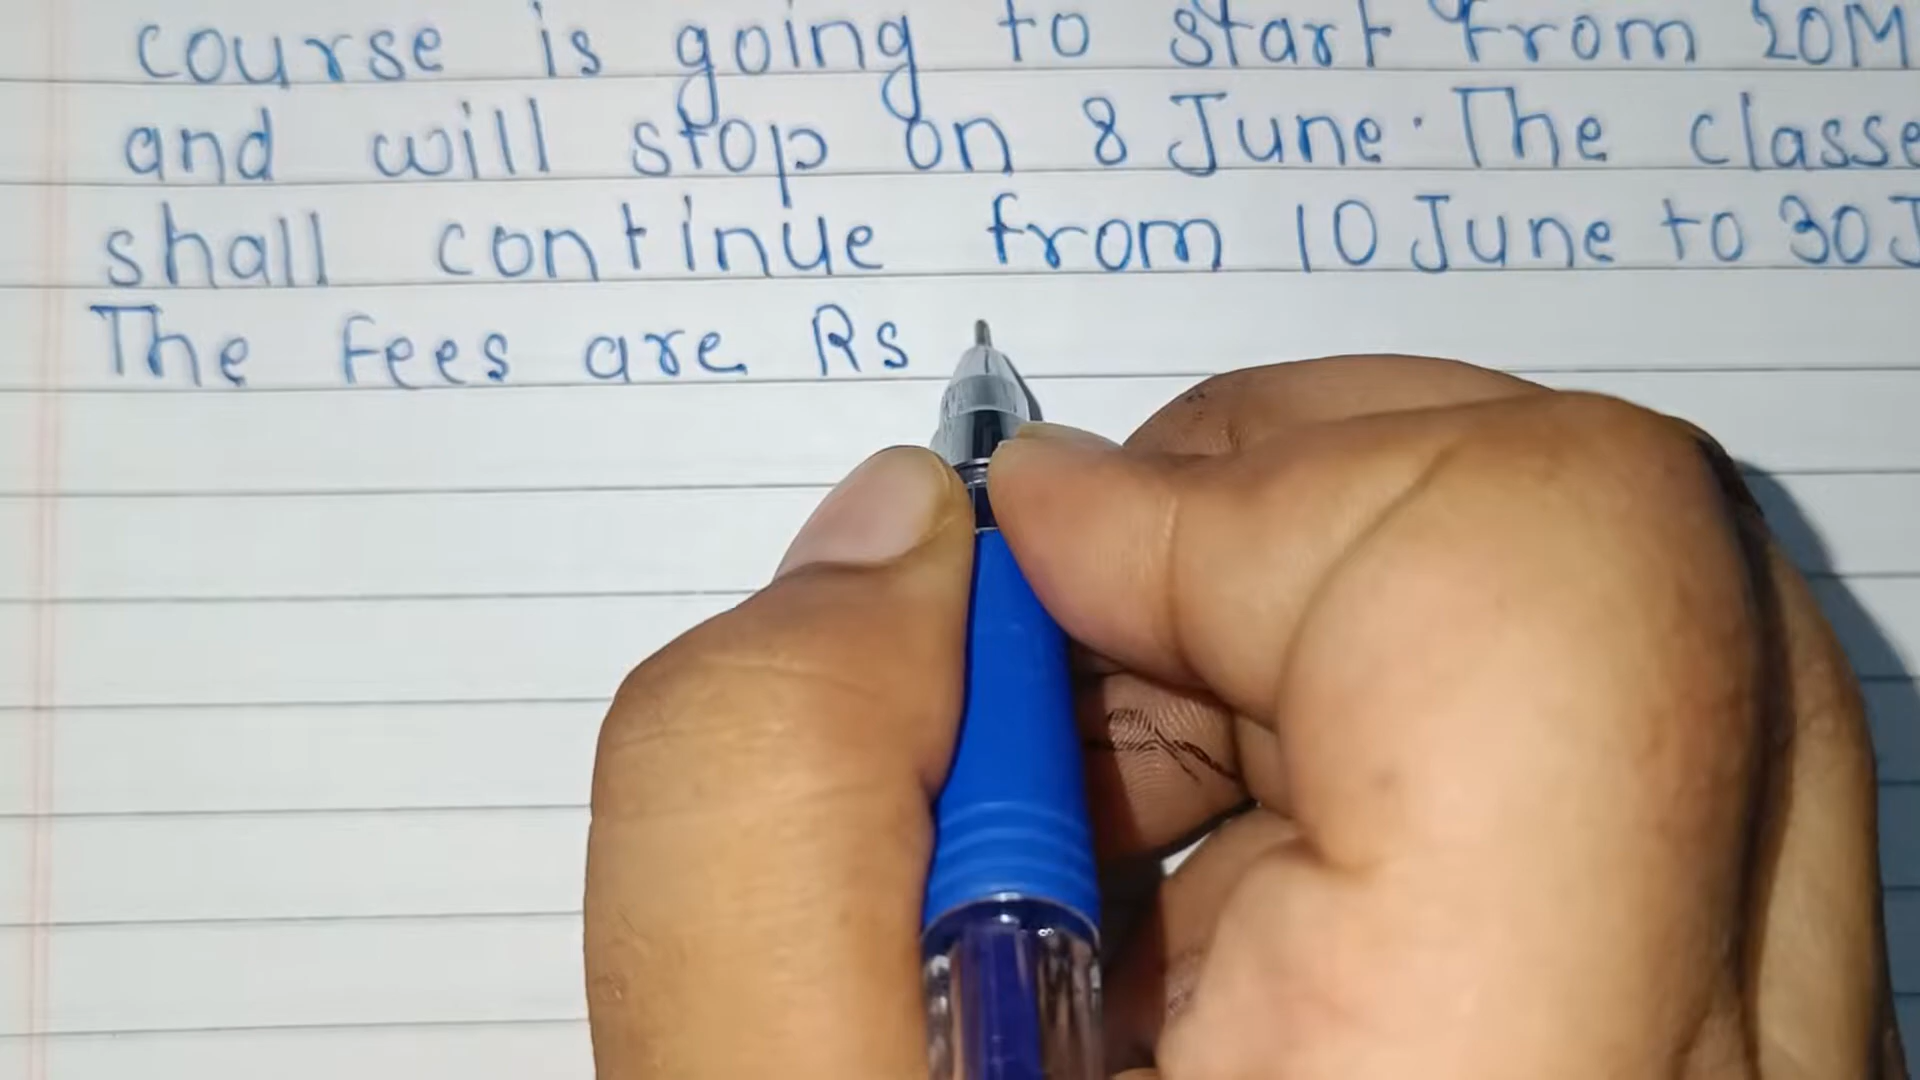 course is going to start from 20M
and will stop on 8 June. The classe
shall continue from 10 June to 30 J
The Fees are Rs